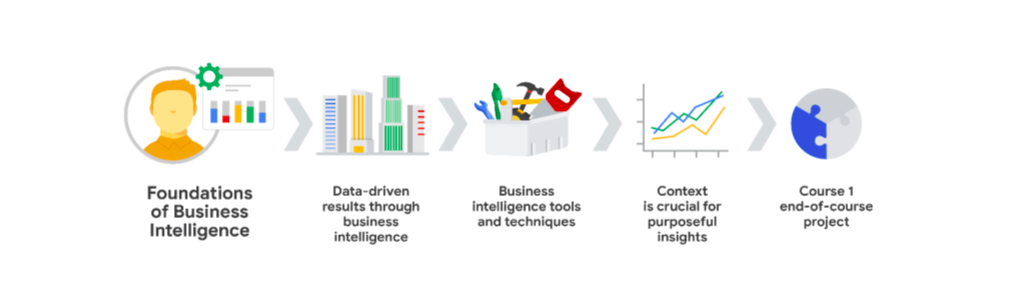 Foundations
of Business
Intelligence
Data-driven
results through
business
intelligence
Business
intelligence tools
and techniques
Context
is crucial for
purposeful
insights
Course 1
end-of-course
project